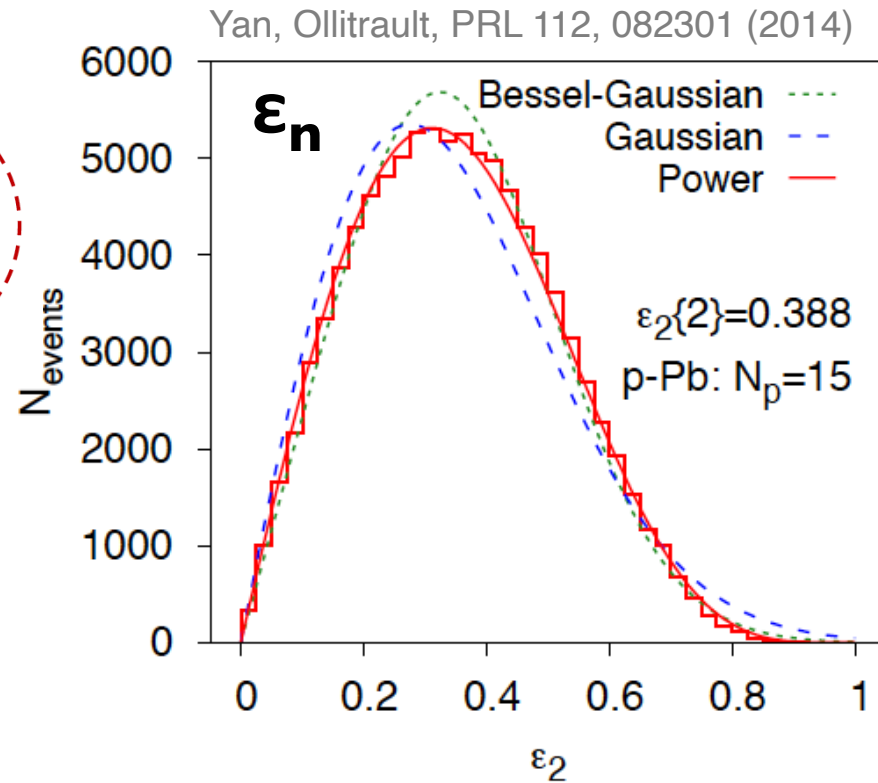 Yan, Ollitrault, PRL 112, 082301 (2014)
εn
Bessel-Gaussian
Gaussian
Power
ε2{2}=0.388
p-Pb: Np=15
Nevents
6000
5000
4000
3000
2000
1000
0
0 0.2 0.4 0.6 0.8 1
ε2